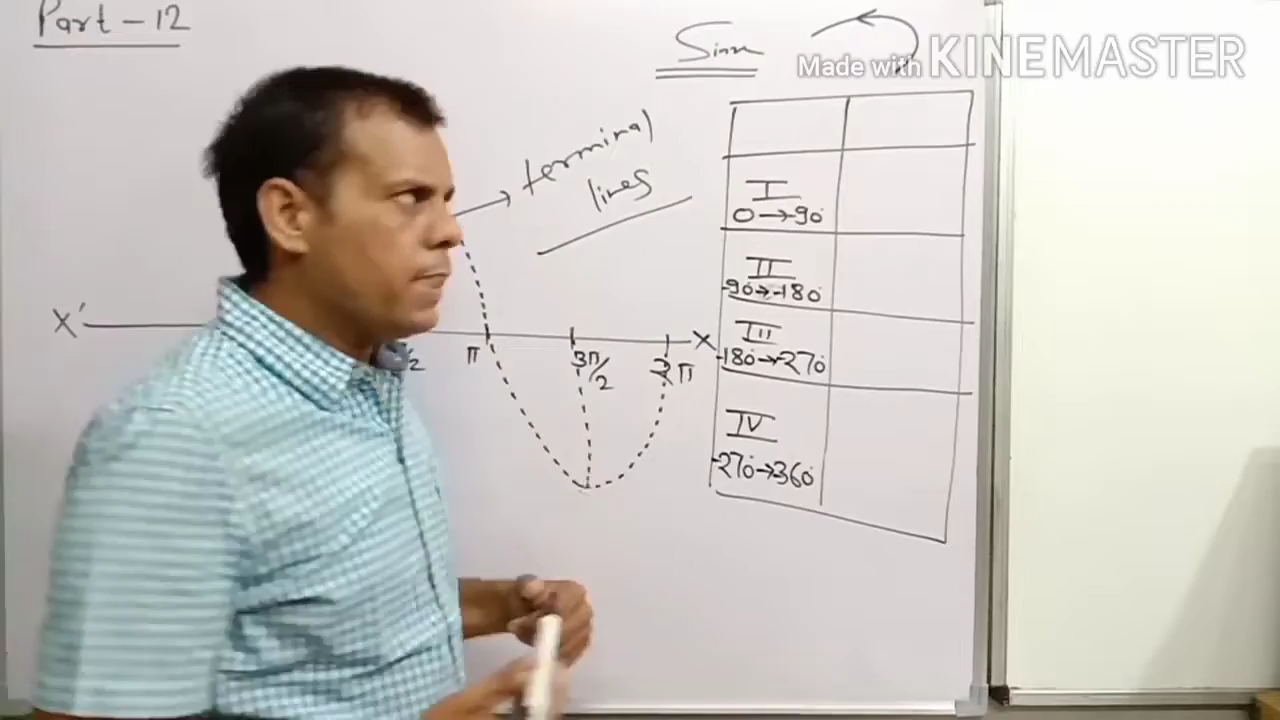 Part - 12
Sinx
Made with KINEMASTER
terminal
lines
I
0 → 90°
II
90° → 180°
III
180° → 270°
IV
270° → 360°
X'
π
3π/2
2π
X